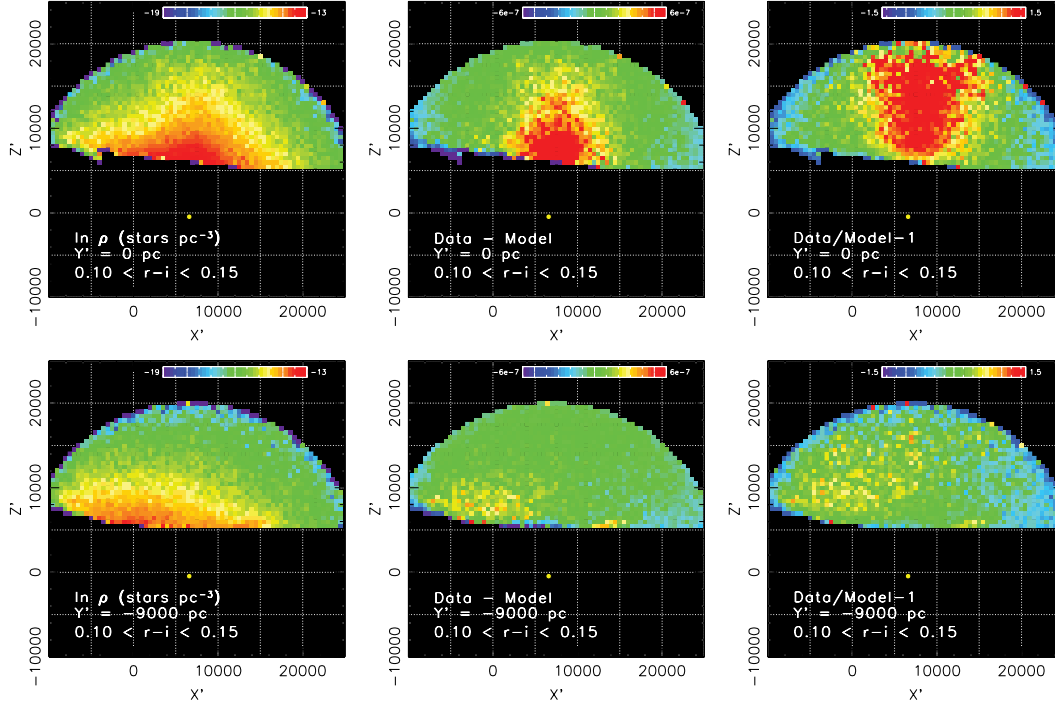 -19 -13
-6e-7 6e-7
-1.5 1.5
Z'
20000
10000
0
-10000
ln ρ (stars pc⁻³)
Y' = 0 pc
0.10 < r-i < 0.15
0 10000 20000
X'
Z'
20000
10000
0
-10000
Data - Model
Y' = 0 pc
0.10 < r-i < 0.15
0 10000 20000
X'
Z'
20000
10000
0
-10000
Data/Model-1
Y' = 0 pc
0.10 < r-i < 0.15
0 10000 20000
X'
-19 -13
-6e-7 6e-7
-1.5 1.5
Z'
20000
10000
0
-10000
ln ρ (stars pc⁻³)
Y' = -9000 pc
0.10 < r-i < 0.15
0 10000 20000
X'
Z'
20000
10000
0
-10000
Data - Model
Y' = -9000 pc
0.10 < r-i < 0.15
0 10000 20000
X'
Z'
20000
10000
0
-10000
Data/Model-1
Y' = -9000 pc
0.10 < r-i < 0.15
0 10000 20000
X'